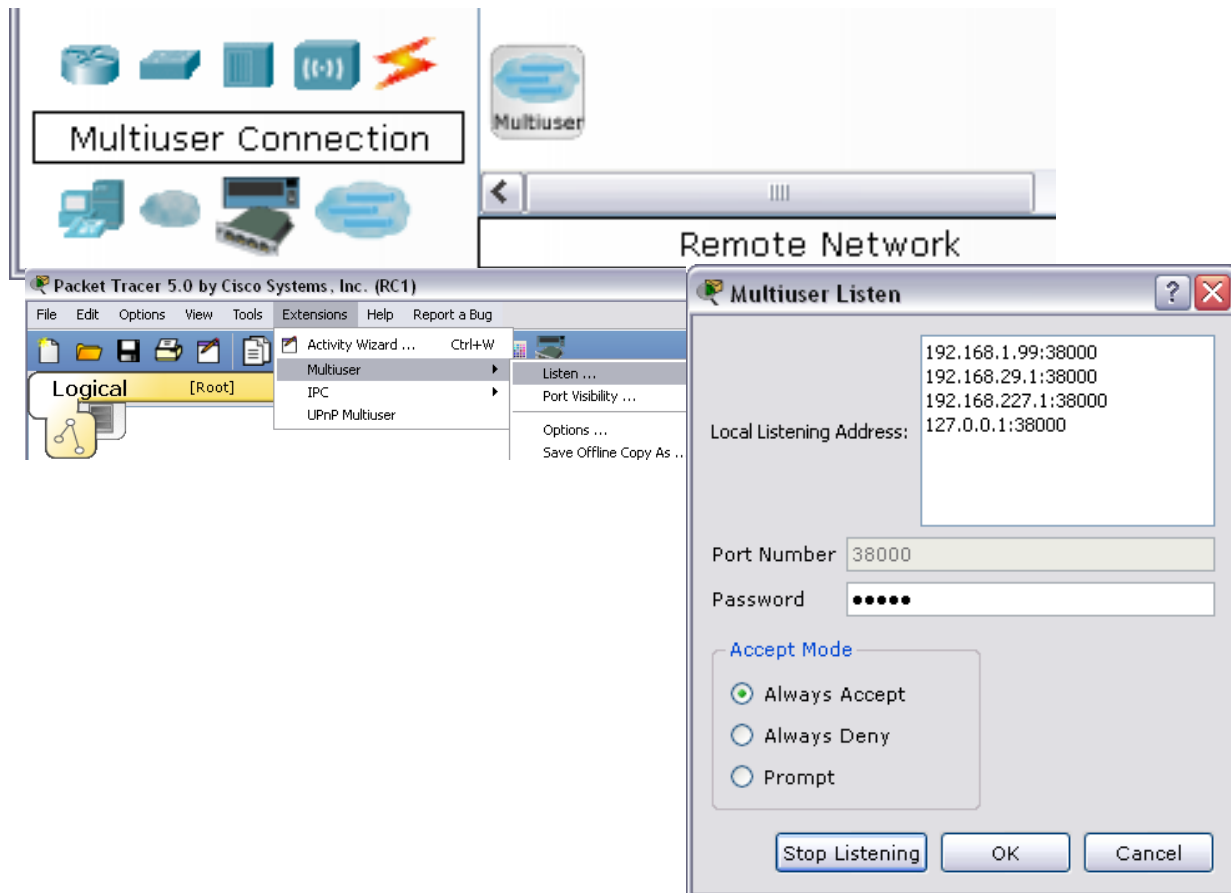 Multiuser Connection
Multiuser
Remote Network
Packet Tracer 5.0 by Cisco Systems, Inc. (RC1)
File Edit Options View Tools Extensions Help Report a Bug
Activity Wizard ... Ctrl+W
Multiuser
IPC
UPnP Multiuser
Listen ...
Port Visibility ...
Options ...
Save Offline Copy As ..
Logical [Root]
Multiuser Listen
Local Listening Address:
192.168.1.99:38000
192.168.29.1:38000
192.168.227.1:38000
127.0.0.1:38000
Port Number 38000
Password •••••
Accept Mode
Always Accept
Always Deny
Prompt
Stop Listening OK Cancel